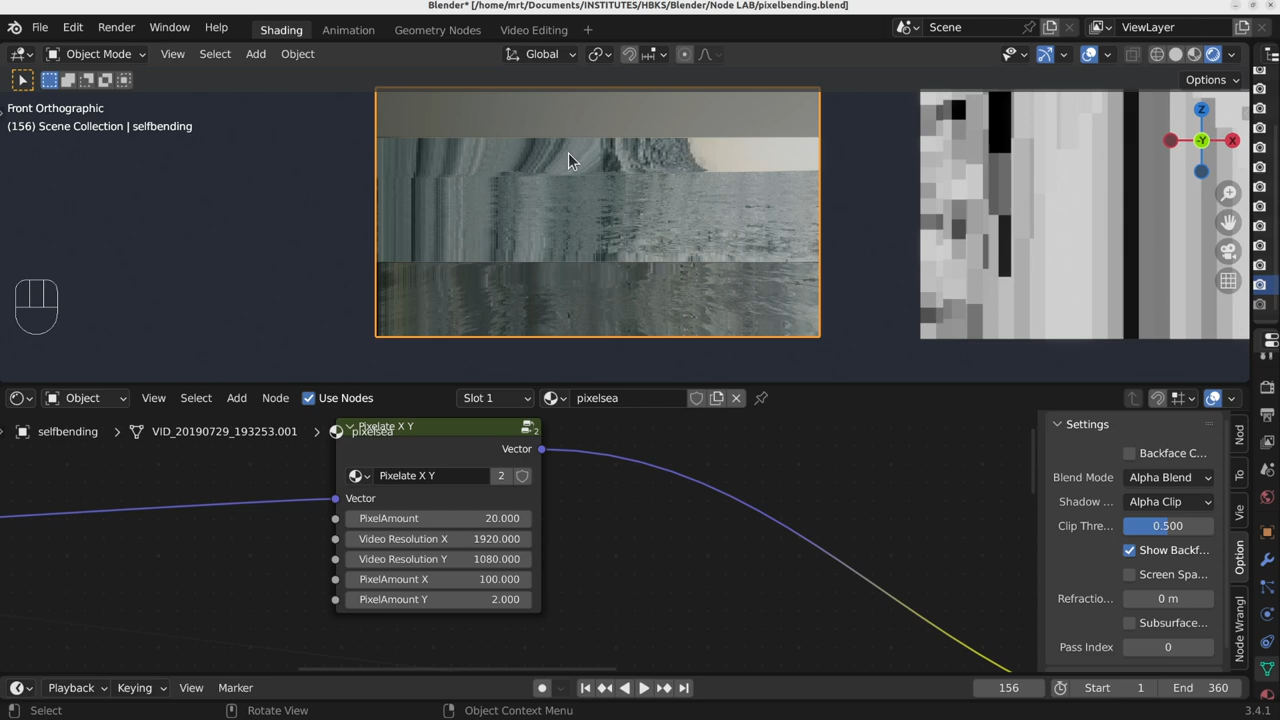 Blender* [/home/mrt/Documents/INSTITUTES/HBKS/Blender/Node LAB/pixelbending.blend]
File Edit Render Window Help Shading Animation Geometry Nodes Video Editing + Scene ViewLayer
Object Mode View Select Add Object Global
Options
Front Orthographic
(156) Scene Collection | selfbending
Z
X
-Y
Object View Select Add Node Use Nodes Slot 1 pixelsea
selfbending > VID_20190729_193253.001 > pixelsea
Pixelate X Y
2
Vector
Pixelate X Y 2
Vector
PixelAmount 20.000
Video Resolution X 1920.000
Video Resolution Y 1080.000
PixelAmount X 100.000
PixelAmount Y 2.000
Settings
Backface C...
Blend Mode Alpha Blend
Shadow ... Alpha Clip
Clip Thre... 0.500
Show Backf...
Screen Spa...
Refractio... 0 m
Subsurface...
Pass Index 0
Nod
To
Vie
Option
Node Wrangl
Playback Keying View Marker 156 Start 1 End 360
Select Rotate View Object Context Menu 3.4.1